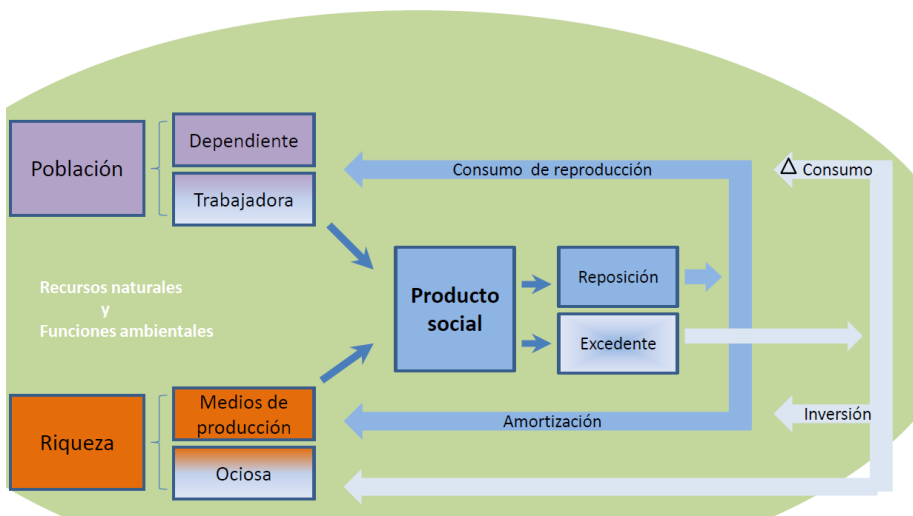 Población
Dependiente
Trabajadora
Consumo de reproducción
Δ Consumo
Recursos naturales
y
Funciones ambientales
Producto
social
Reposición
Excedente
Riqueza
Medios de
producción
Ociosa
Amortización
Inversión